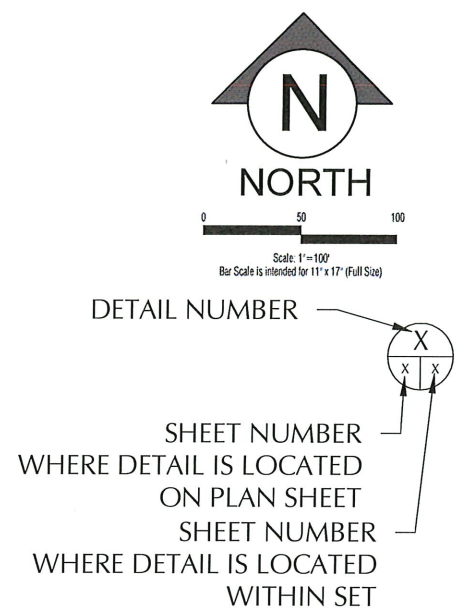 N
NORTH
0 50 100
Scale: 1"=100'
Bar Scale is intended for 11" x 17" (Full Size)
DETAIL NUMBER
X
X X
SHEET NUMBER
WHERE DETAIL IS LOCATED
ON PLAN SHEET
SHEET NUMBER
WHERE DETAIL IS LOCATED
WITHIN SET